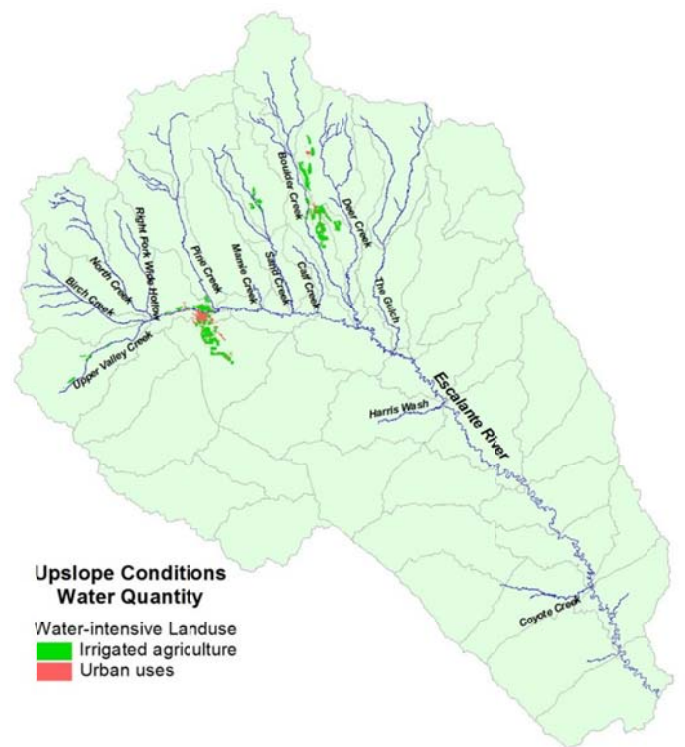 Boulder Creek
Deer Creek
Right Fork Wide Hollow
North Creek
Birch Creek
Pine Creek
Mamie Creek
Sand Creek
Calf Creek
The Gulch
Upper Valley Creek
Escalante River
Harris Wash
Coyote Creek
Upslope Conditions
Water Quantity
Water-intensive Landuse
Irrigated agriculture
Urban uses